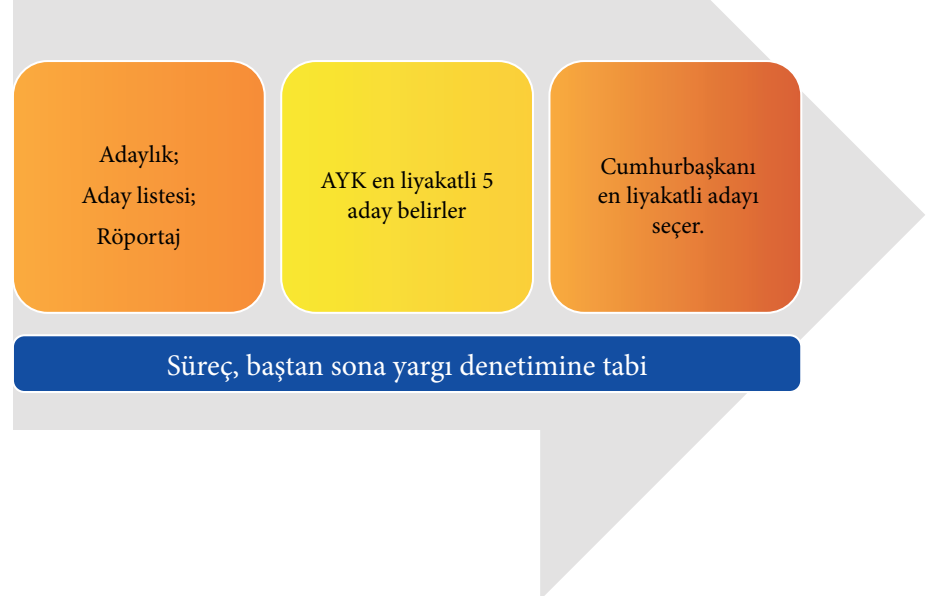 Adaylık;
Aday listesi;
Röportaj
AYK en liyakatli 5
aday belirler
Cumhurbaşkanı
en liyakatli adayı
seçer.
Süreç, baştan sona yargı denetimine tabi